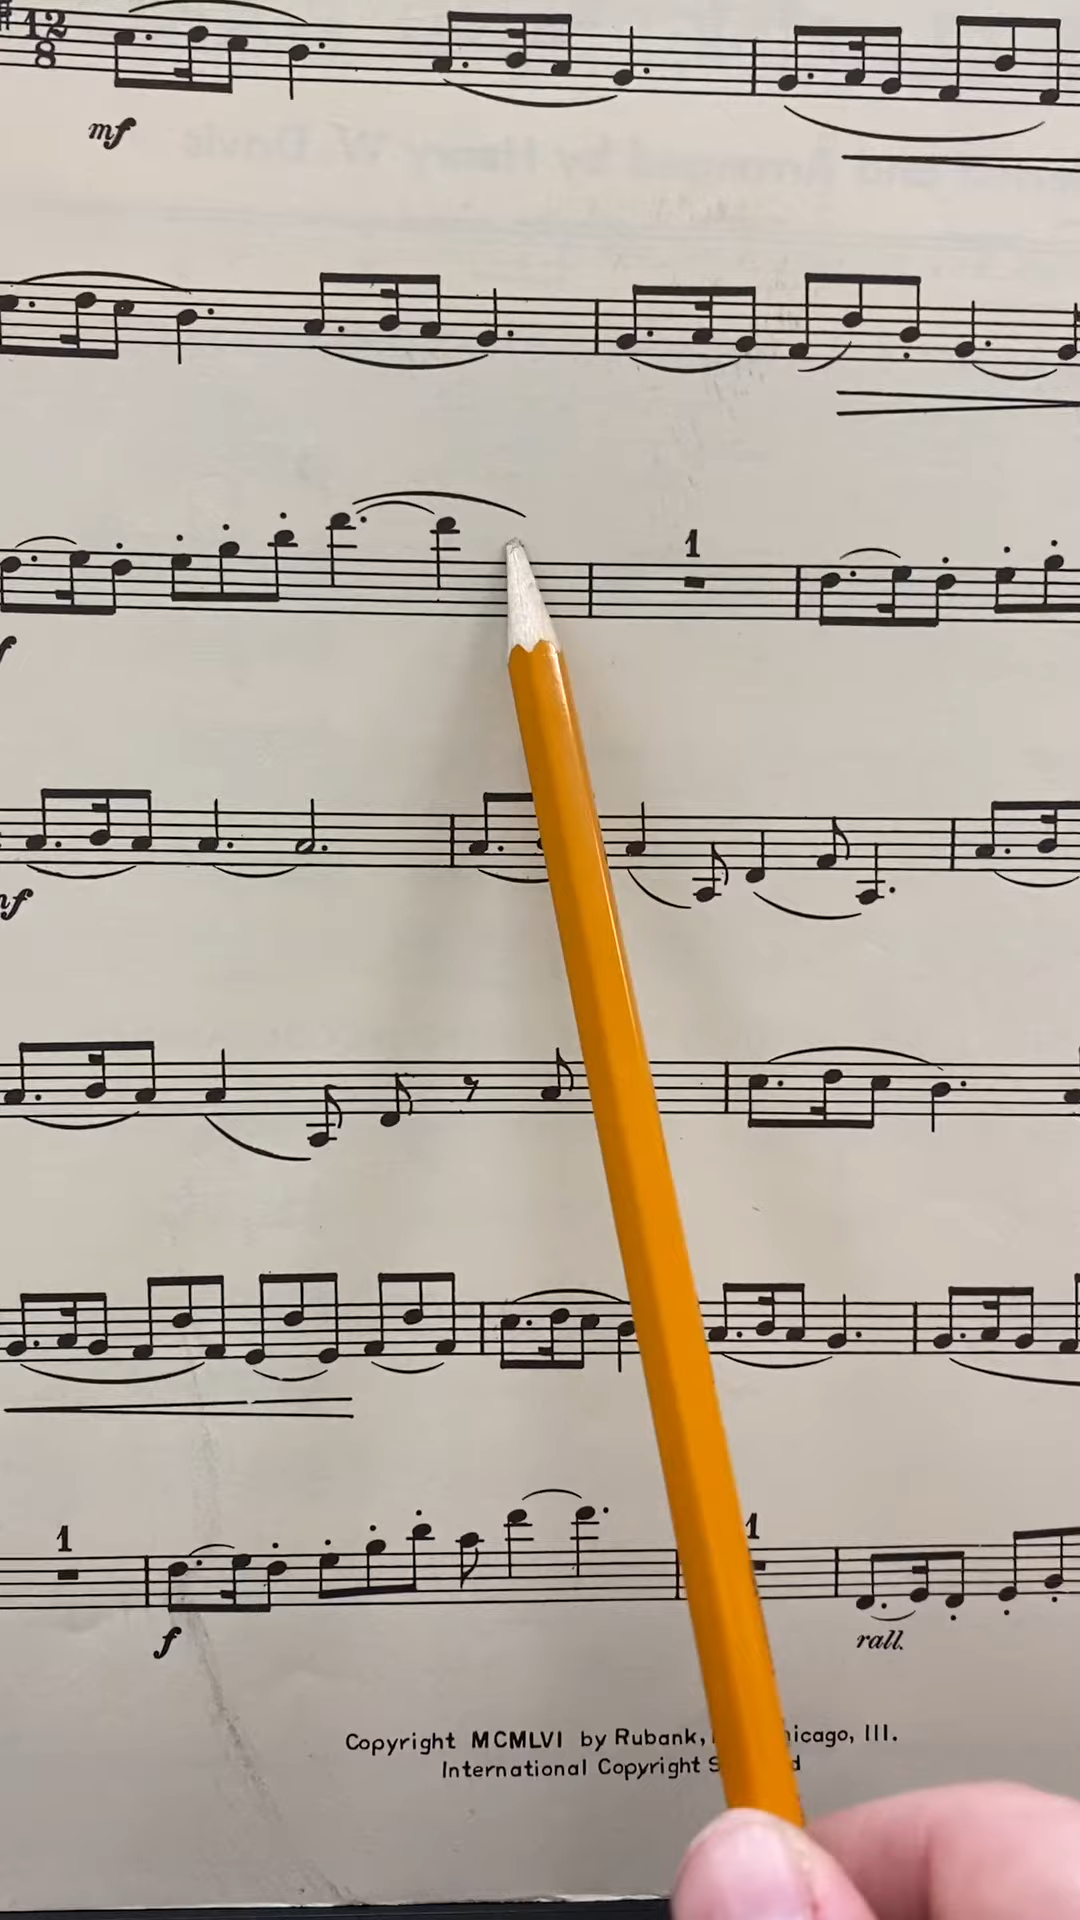 12
8
mf
1
mf
1
f
1
rall.
Copyright MCMLVI by Rubank, Chicago, Ill.
International Copyright